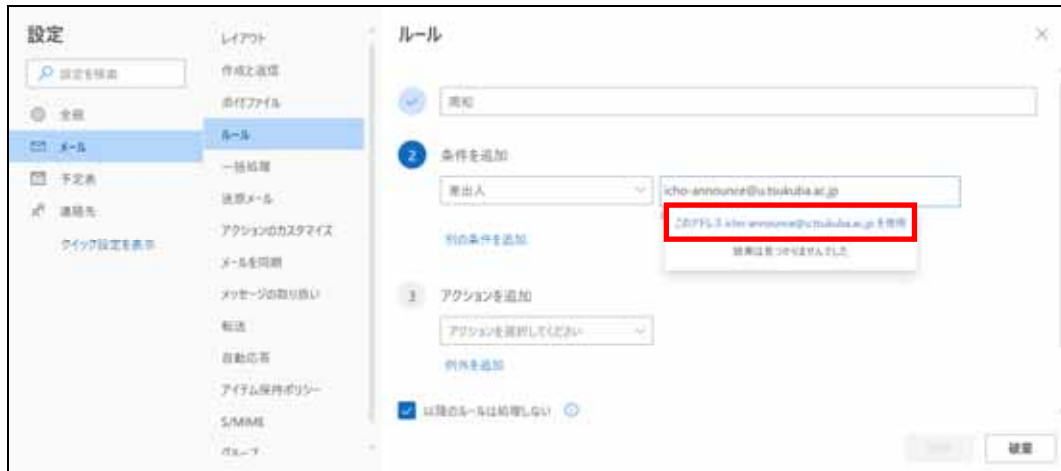 設定
設定を検索
全般
メール
予定表
連絡先
クイック設定を表示
レイアウト
作成と返信
添付ファイル
ルール
一括処理
迷惑メール
アクションのカスタマイズ
メールを同期
メッセージの取り扱い
転送
自動応答
アイテム保持ポリシー
S/MIME
グループ
ルール
周知
2 条件を追加
差出人
icho-announce@u.tsukuba.ac.jp
このアドレス icho-announce@u.tsukuba.ac.jp を使用
結果は見つかりませんでした
別の条件を追加
3 アクションを追加
アクションを選択してください
例外を追加
以降のルールは処理しない
破棄